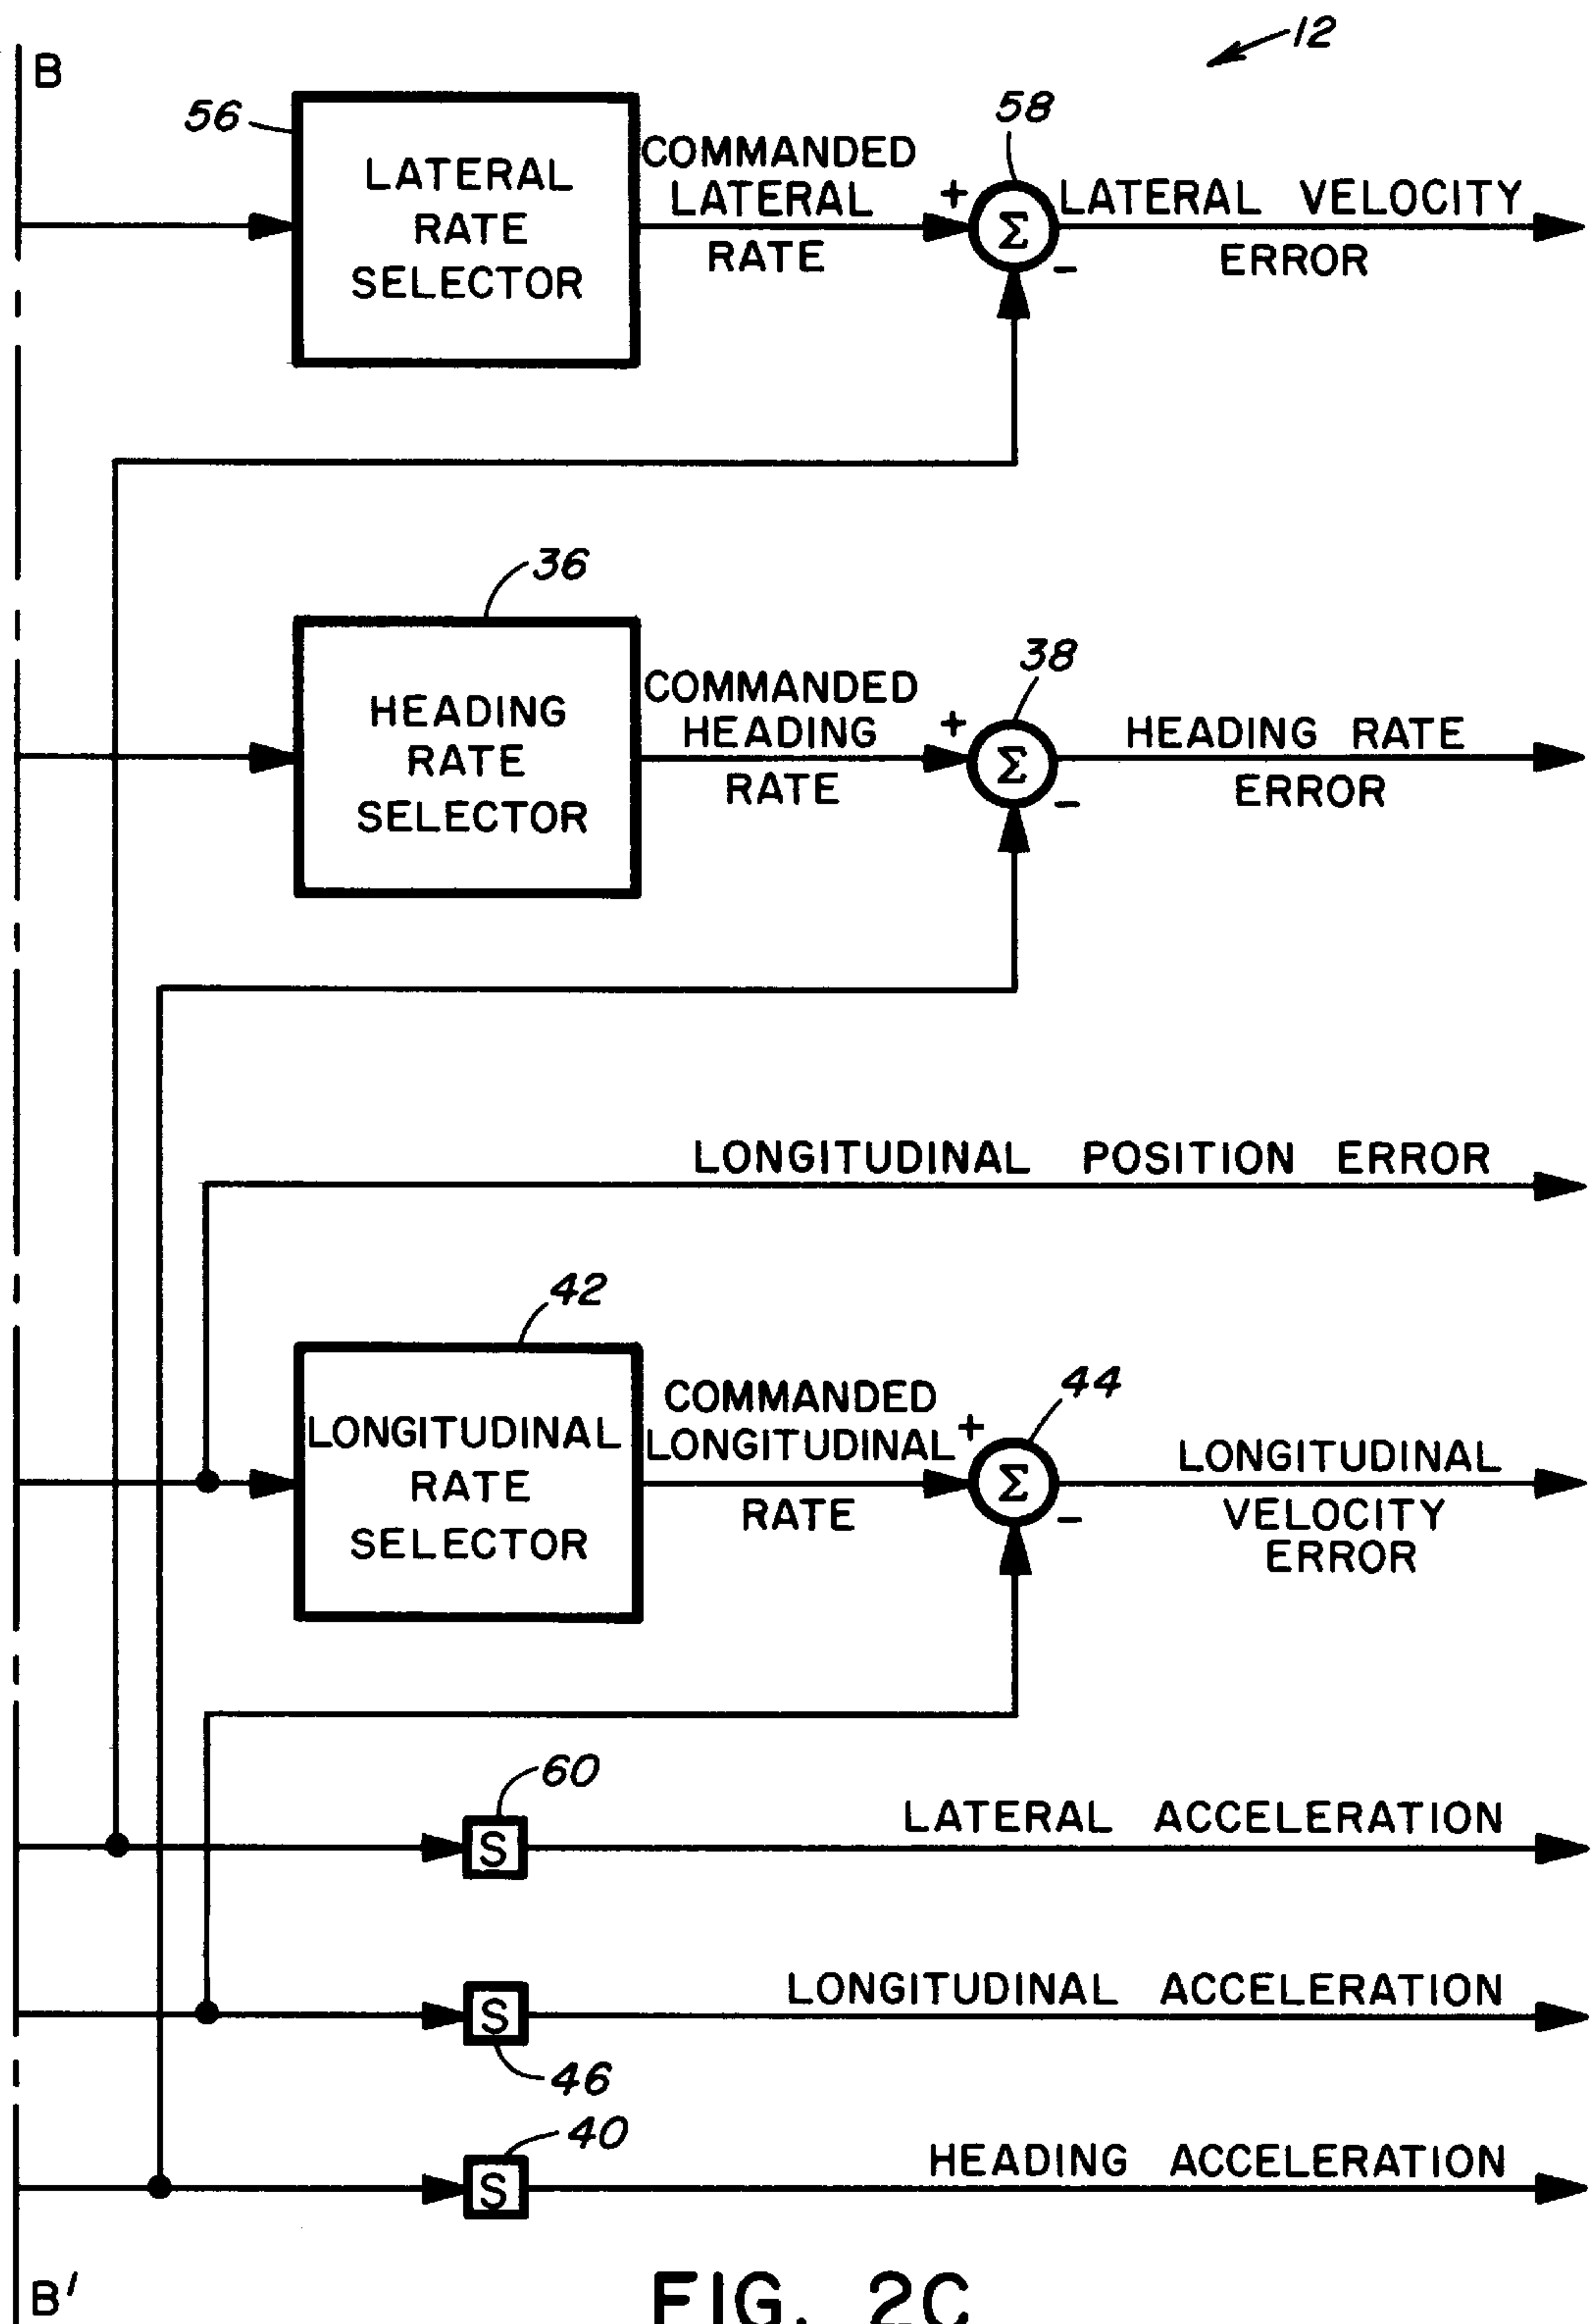 12
B
56
LATERAL
RATE
SELECTOR
COMMANDED
LATERAL
RATE
+
58
Σ
-
LATERAL VELOCITY
ERROR
36
HEADING
RATE
SELECTOR
COMMANDED
HEADING
RATE
+
38
Σ
-
HEADING RATE
ERROR
LONGITUDINAL POSITION ERROR
42
LONGITUDINAL
RATE
SELECTOR
COMMANDED
LONGITUDINAL
RATE
+
44
Σ
-
LONGITUDINAL
VELOCITY
ERROR
60
S
LATERAL ACCELERATION
S
46
LONGITUDINAL ACCELERATION
40
S
HEADING ACCELERATION
B'
FIG. 2C